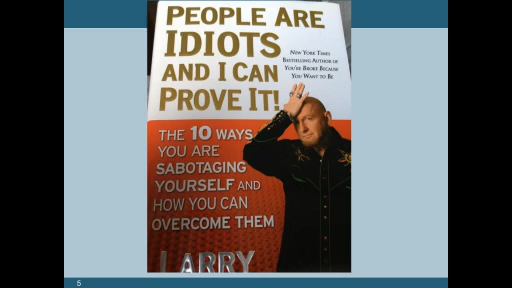 PEOPLE ARE
IDIOTS
AND I CAN
PROVE IT!
NEW YORK TIMES
BESTSELLING AUTHOR OF
YOU'RE BROKE BECAUSE
YOU WANT TO BE
THE 10 WAYS
YOU ARE
SABOTAGING
YOURSELF AND
HOW YOU CAN
OVERCOME THEM
LARRY
5